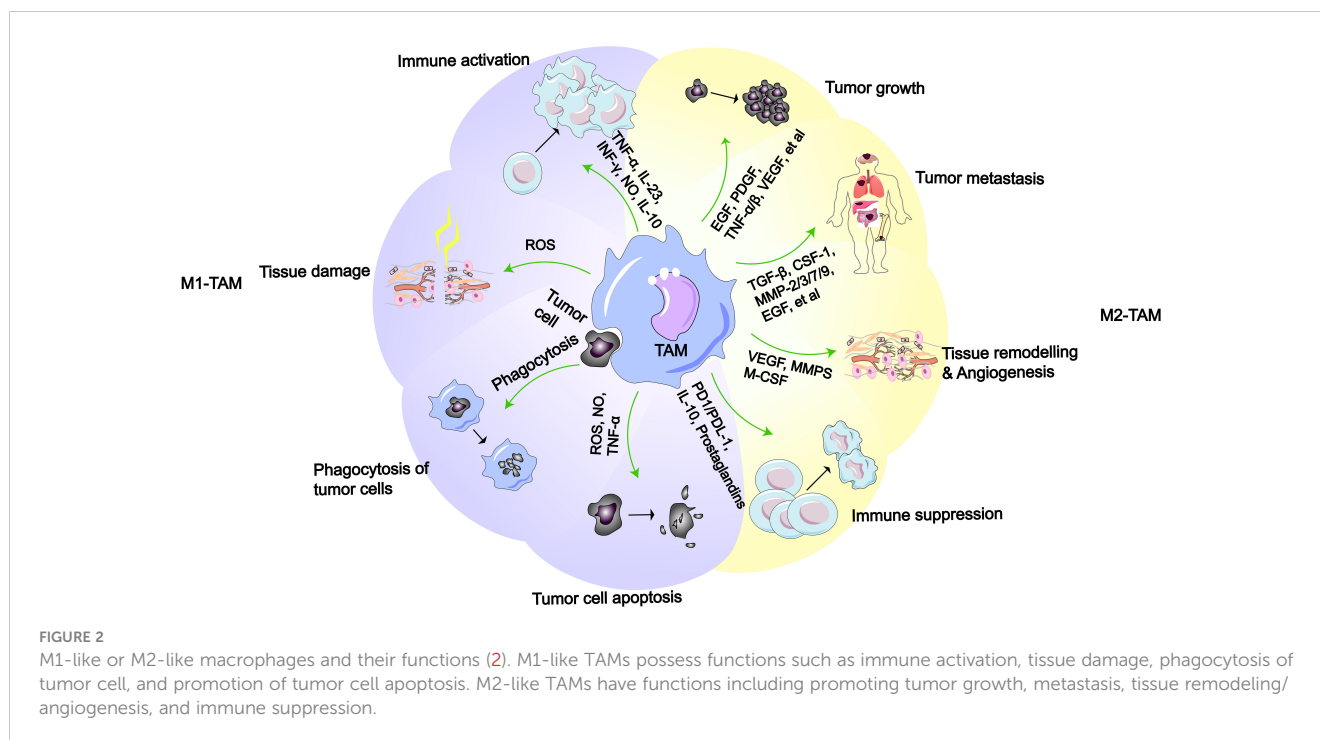 Immune activation
TNF-α, IL-23,
INF-γ, NO, IL-10
Tumor growth
EGF, PDGF,
TNF-α/β, VEGF, et al
Tumor metastasis
TGF-β, CSF-1,
MMP-2/3/7/9,
EGF, et al
M1-TAM
Tissue damage
ROS
Tumor
cell
TAM
M2-TAM
Tissue remodelling
& Angiogenesis
VEGF, MMPS
M-CSF
Phagocytosis
Phagocytosis of
tumor cells
ROS, NO,
TNF-α
PD1/PDL-1,
IL-10, Prostaglandins
Immune suppression
Tumor cell apoptosis
FIGURE 2
M1-like or M2-like macrophages and their functions (2). M1-like TAMs possess functions such as immune activation, tissue damage, phagocytosis of
tumor cell, and promotion of tumor cell apoptosis. M2-like TAMs have functions including promoting tumor growth, metastasis, tissue remodeling/
angiogenesis, and immune suppression.